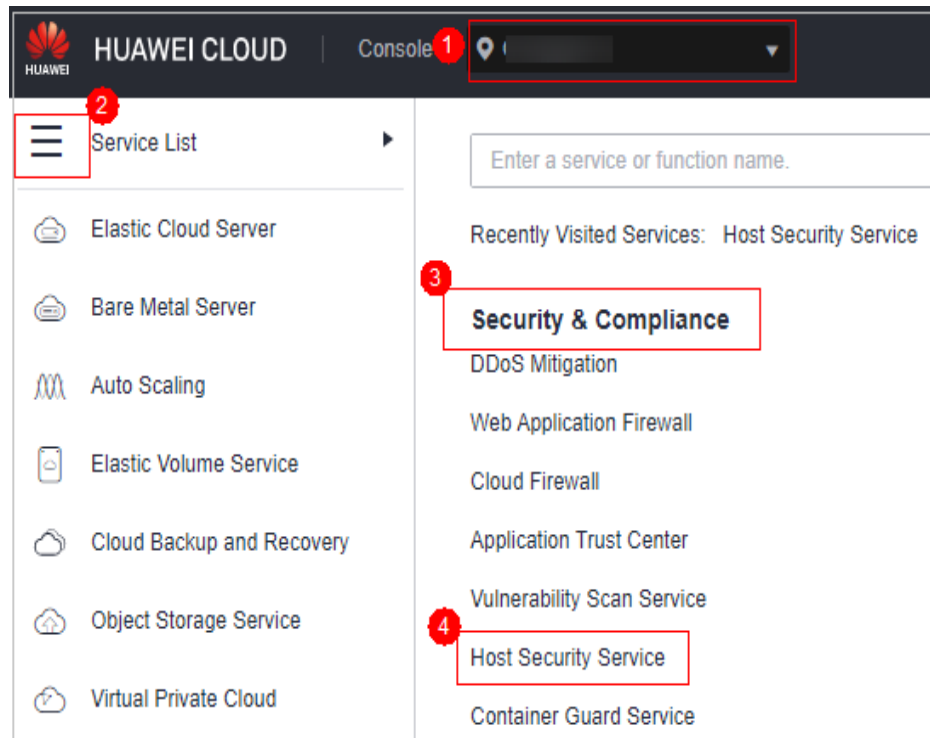 HUAWEI
HUAWEI CLOUD
Console
1
2
Service List
Elastic Cloud Server
Bare Metal Server
Auto Scaling
Elastic Volume Service
Cloud Backup and Recovery
Object Storage Service
Virtual Private Cloud
Enter a service or function name.
Recently Visited Services: Host Security Service
3
Security & Compliance
DDoS Mitigation
Web Application Firewall
Cloud Firewall
Application Trust Center
Vulnerability Scan Service
4
Host Security Service
Container Guard Service